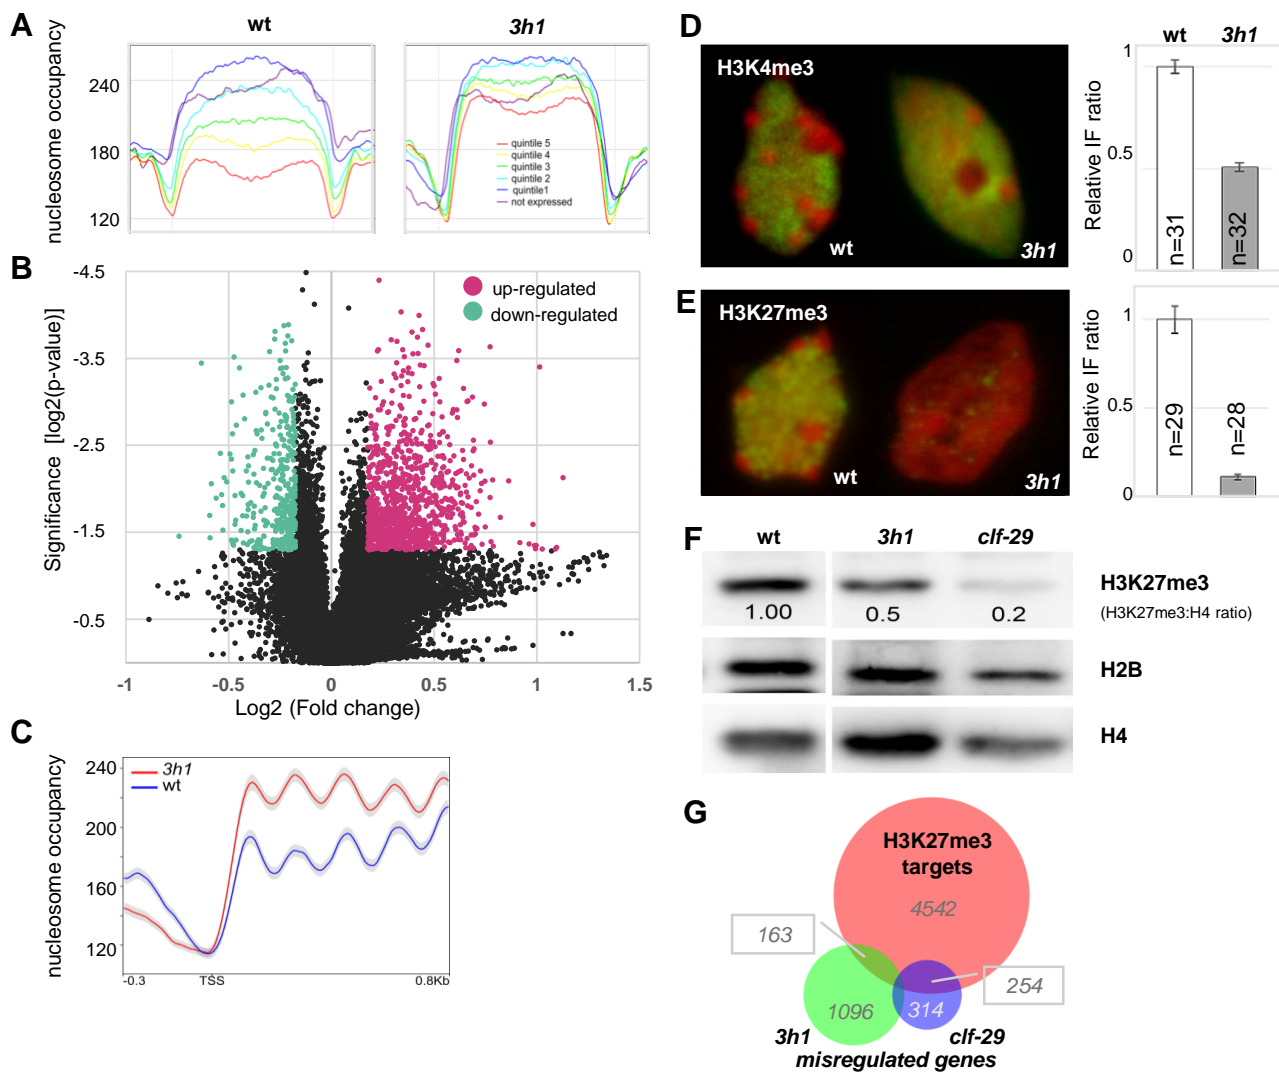 A
wt
3h1
nucleosome occupancy
240
180
120
quintile 5
quintile 4
quintile 3
quintile 2
quintile1
not expressed
B
Significance [log2(p-value)]
-4.5
-3.5
-2.5
-1.5
-0.5
up-regulated
down-regulated
-1
-0.5
0
0.5
1
1.5
Log2 (Fold change)
C
nucleosome occupancy
240
200
160
120
3h1
wt
-0.3
TSS
0.8Kb
D
H3K4me3
wt
3h1
Relative IF ratio
wt
3h1
1
0.5
0
n=31
n=32
E
H3K27me3
wt
3h1
Relative IF ratio
1
0.5
0
n=29
n=28
F
wt
3h1
clf-29
H3K27me3
(H3K27me3:H4 ratio)
1.00
0.5
0.2
H2B
H4
G
H3K27me3
targets
4542
163
254
1096
314
3h1
clf-29
misregulated genes